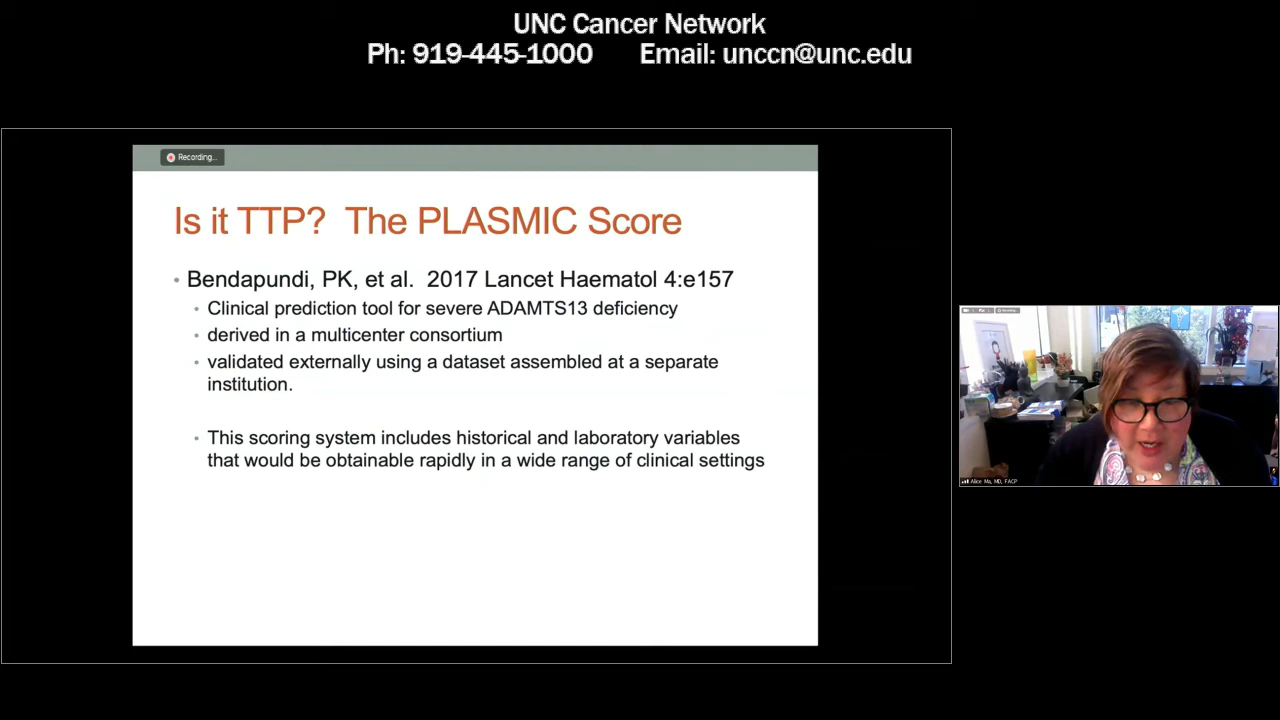 UNC Cancer Network
Ph: 919-445-1000 Email: unccn@unc.edu
Recording...
Is it TTP? The PLASMIC Score
• Bendapundi, PK, et al. 2017 Lancet Haematol 4:e157
• Clinical prediction tool for severe ADAMTS13 deficiency
• derived in a multicenter consortium
• validated externally using a dataset assembled at a separate
institution.
• This scoring system includes historical and laboratory variables
that would be obtainable rapidly in a wide range of clinical settings
Recording...
Alice Ma, MD, FACP